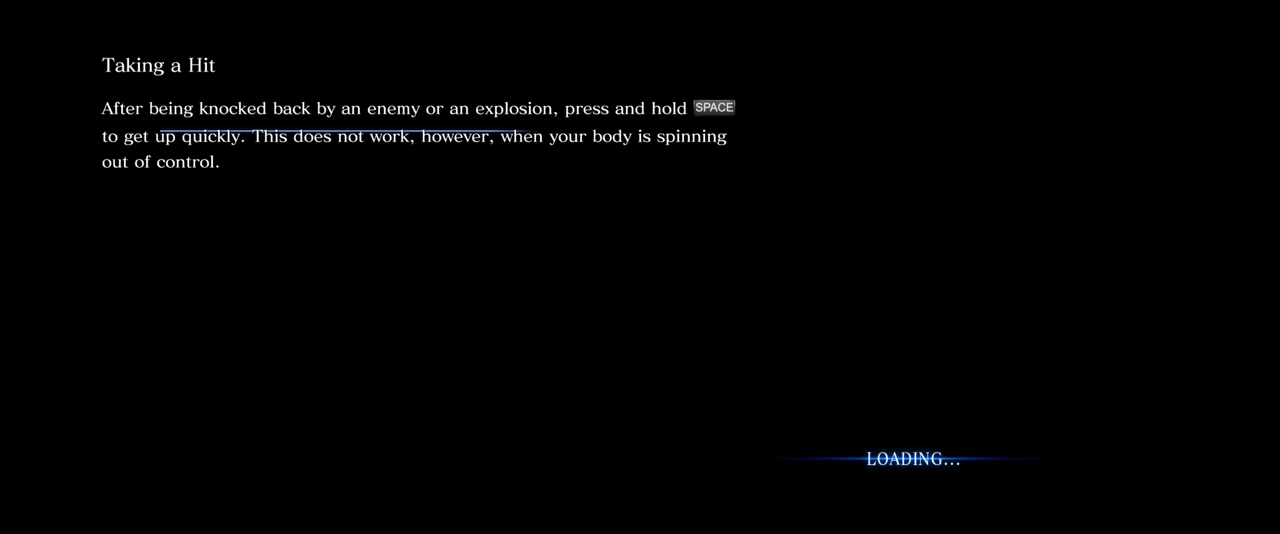 Taking a Hit
After being knocked back by an enemy or an explosion, press and hold SPACE
to get up quickly. This does not work, however, when your body is spinning
out of control.
LOADING...